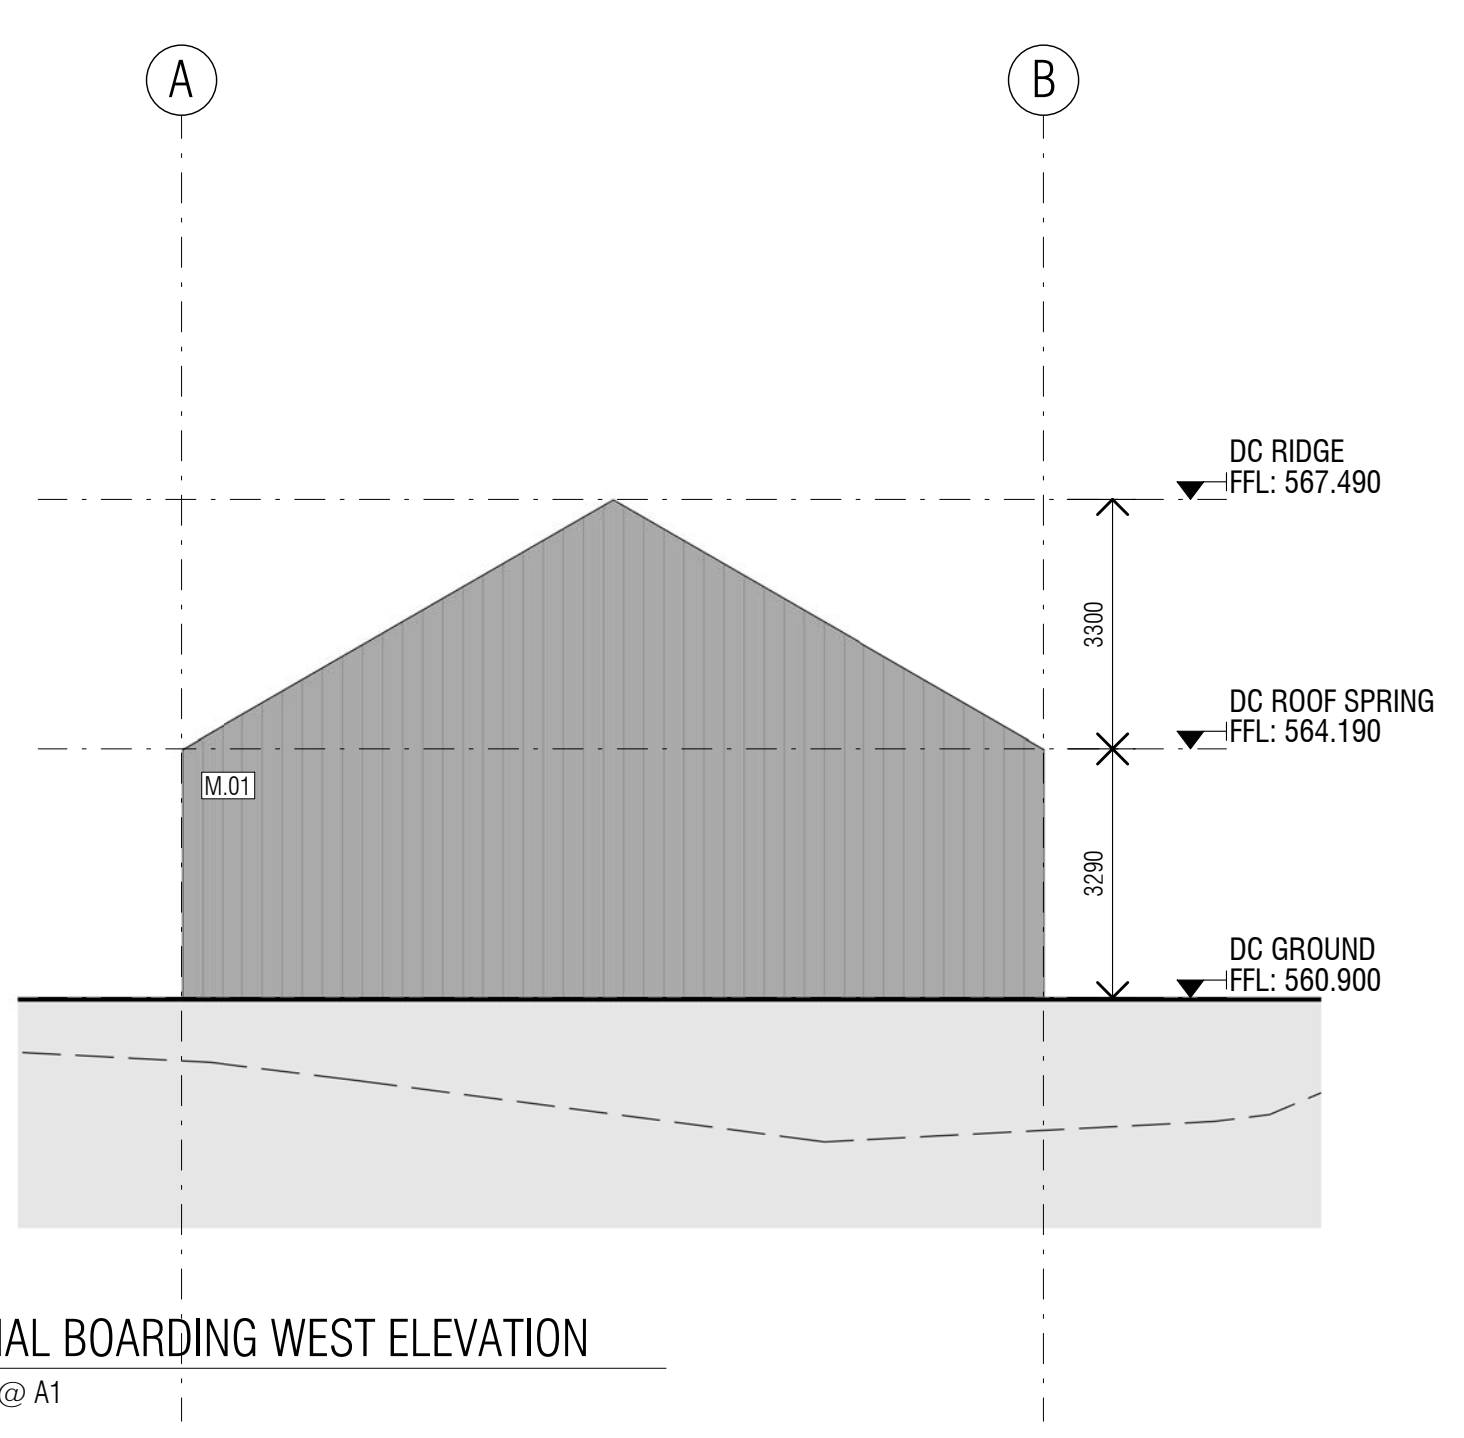 A
B
DC RIDGE
FFL: 567.490
3300
DC ROOF SPRING
FFL: 564.190
M.01
3290
DC GROUND
FFL: 560.900
BOARDING WEST ELEVATION
@ A1